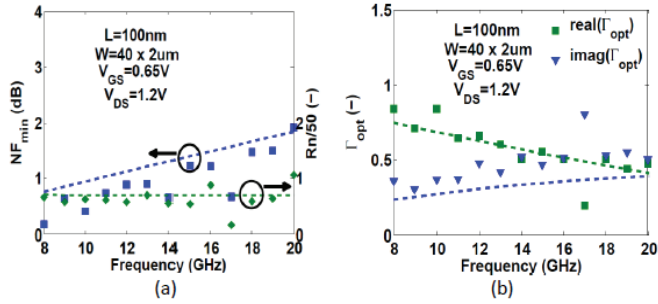 4
3
2
1
0
NF_min (dB)
L=100nm
W=40 x 2um
V_GS=0.65V
V_DS=1.2V
2
1
0
Rn/50 (–)
8 10 12 14 16 18 20
Frequency (GHz)
(a)
1.5
1
0.5
0
Γ_opt (–)
L=100nm
W=40 x 2um
V_GS=0.65V
V_DS=1.2V
real(Γ_opt)
imag(Γ_opt)
8 10 12 14 16 18 20
Frequency (GHz)
(b)